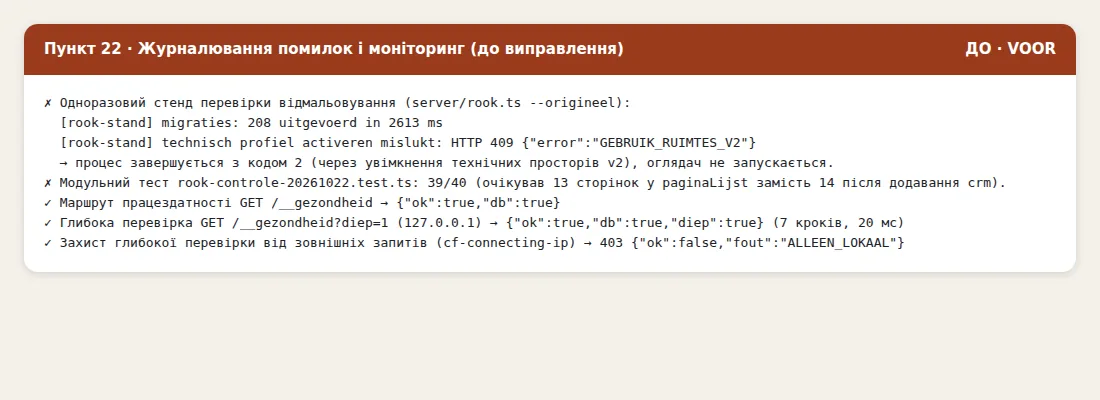 Пункт 22 · Журналювання помилок і моніторинг (до виправлення)
ДО · VOOR
✗ Одноразовий стенд перевірки відмальовування (server/rook.ts --origineel):
[rook-stand] migraties: 208 uitgevoerd in 2613 ms
[rook-stand] technisch profiel activeren mislukt: HTTP 409 {"error":"GEBRUIK_RUIMTES_V2"}
→ процес завершується з кодом 2 (через увімкнення технічних просторів v2), оглядач не запускається.
✗ Модульний тест rook-controle-20261022.test.ts: 39/40 (очікував 13 сторінок у paginaLijst замість 14 після додавання crm).
✓ Маршрут працездатності GET /__gezondheid → {"ok":true,"db":true}
✓ Глибока перевірка GET /__gezondheid?diep=1 (127.0.0.1) → {"ok":true,"db":true,"diep":true} (7 кроків, 20 мс)
✓ Захист глибокої перевірки від зовнішніх запитів (cf-connecting-ip) → 403 {"ok":false,"fout":"ALLEEN_LOKAAL"}